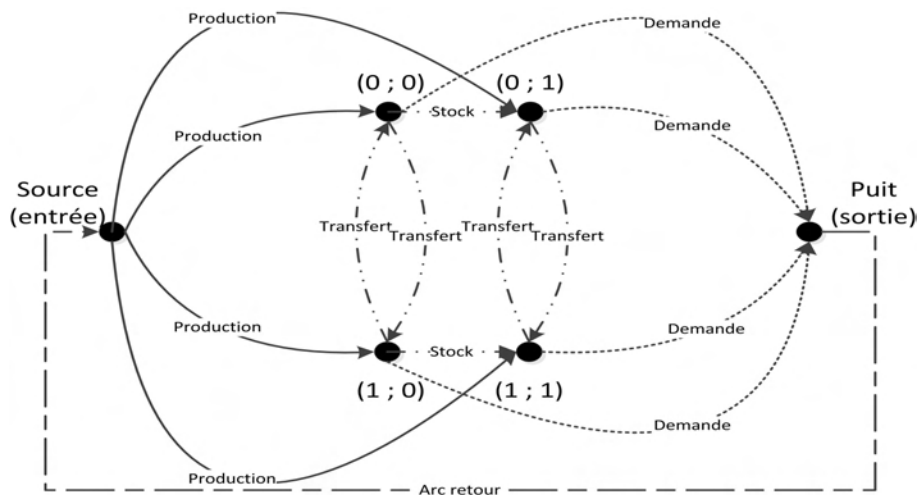 Production
Demande
(0 ; 0)
(0 ; 1)
Stock
Production
Demande
Source
(entrée)
Puit
(sortie)
Transfert
Transfert
Transfert
Transfert
Production
Stock
Demande
(1 ; 0)
(1 ; 1)
Demande
Production
Arc retour